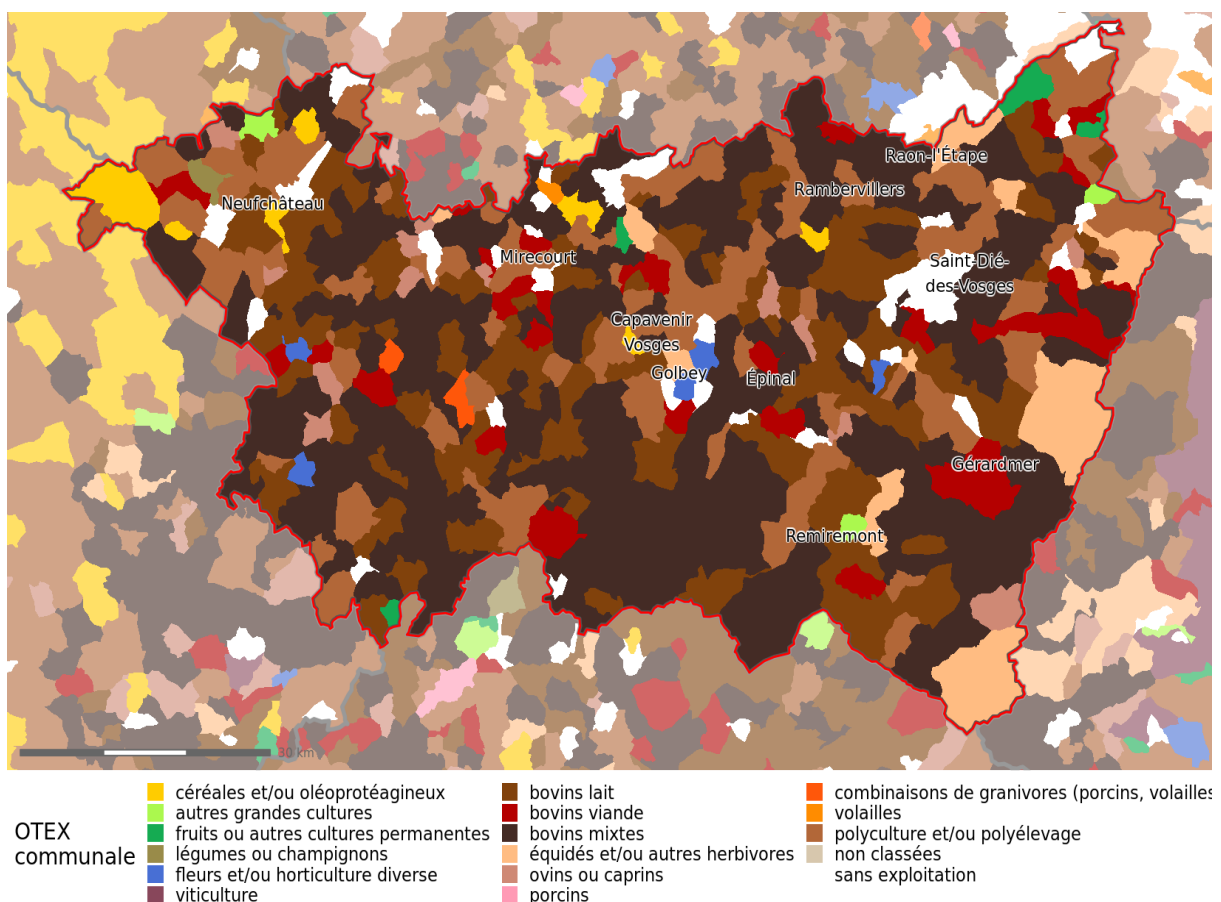 Raon-l'Étape
Rambervillers
Neufchâteau
Mirecourt
Saint-Dié-
des-Vosges
Capavenir
Vosges
Golbey
Épinal
Gérardmer
Remiremont
30 km
OTEX
communale
céréales et/ou oléoprotéagineux
autres grandes cultures
fruits ou autres cultures permanentes
légumes ou champignons
fleurs et/ou horticulture diverse
viticulture
bovins lait
bovins viande
bovins mixtes
équidés et/ou autres herbivores
ovins ou caprins
porcins
combinaisons de granivores (porcins, volailles
volailles
polyculture et/ou polyélevage
non classées
sans exploitation